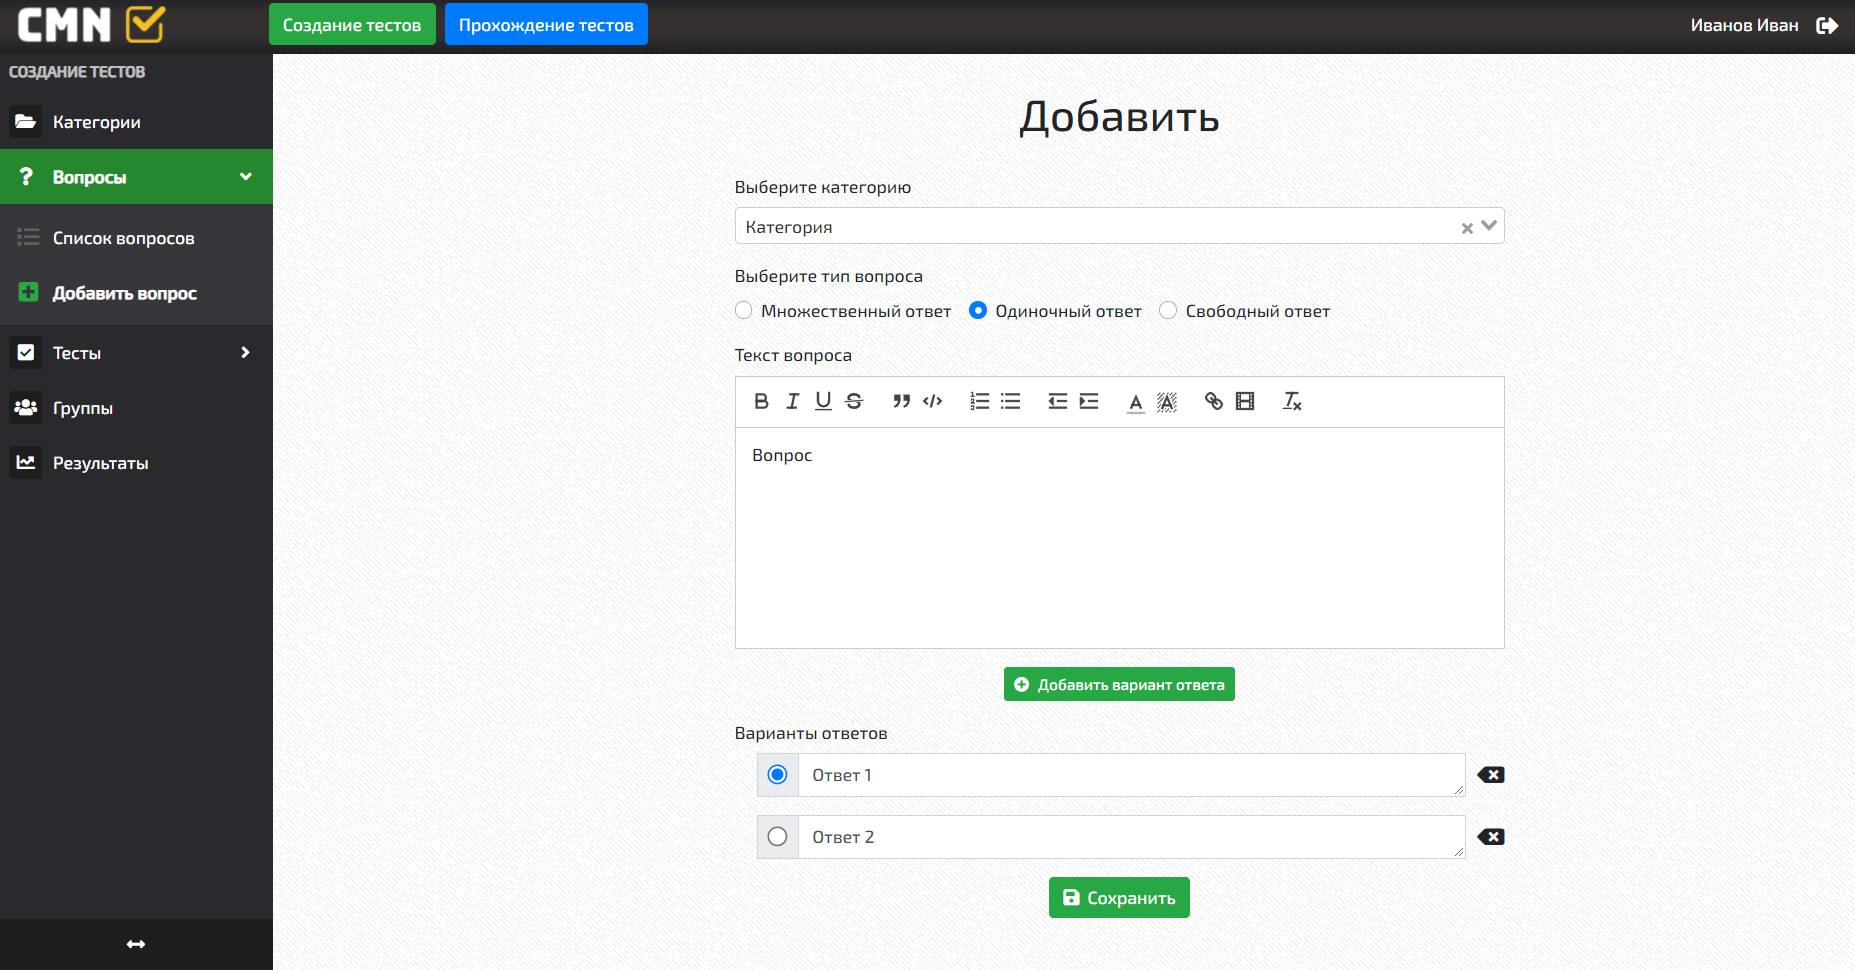 CMN
Создание тестов
Прохождение тестов
Иванов Иван
СОЗДАНИЕ ТЕСТОВ
Категории
Вопросы
Список вопросов
Добавить вопрос
Тесты
Группы
Результаты
Добавить
Выберите категорию
Категория
Выберите тип вопроса
Множественный ответ
Одиночный ответ
Свободный ответ
Текст вопроса
Вопрос
Добавить вариант ответа
Варианты ответов
Ответ 1
Ответ 2
Сохранить